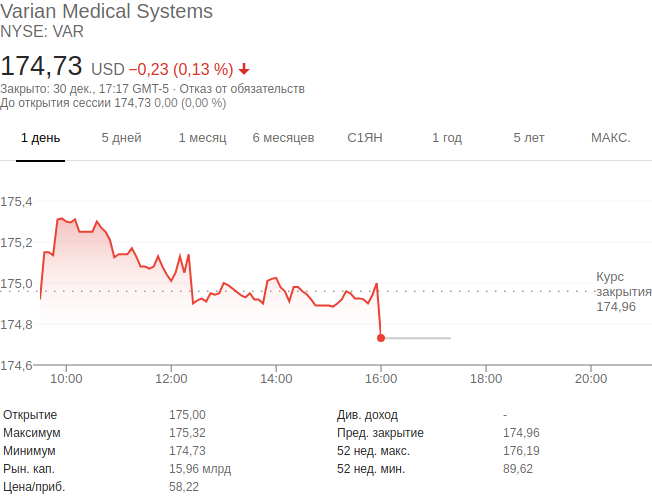 Varian Medical Systems
NYSE: VAR
174,73 USD −0,23 (0,13 %)
Закрыто: 30 дек., 17:17 GMT-5 · Отказ от обязательств
До открытия сессии 174,73 0,00 (0,00 %)
1 день 5 дней 1 месяц 6 месяцев С1ЯН 1 год 5 лет МАКС.
175,4
175,2
175,0
174,8
174,6
Курс
закрытия
174,96
10:00 12:00 14:00 16:00 18:00 20:00
Открытие 175,00 Див. доход -
Максимум 175,32 Пред. закрытие 174,96
Минимум 174,73 52 нед. макс. 176,19
Рын. кап. 15,96 млрд 52 нед. мин. 89,62
Цена/приб. 58,22